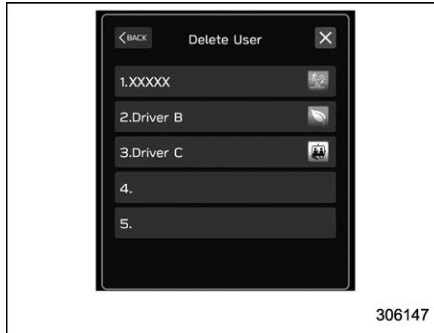 BACK Delete User X
1.XXXXX
2.Driver B
3.Driver C
4.
5.
306147